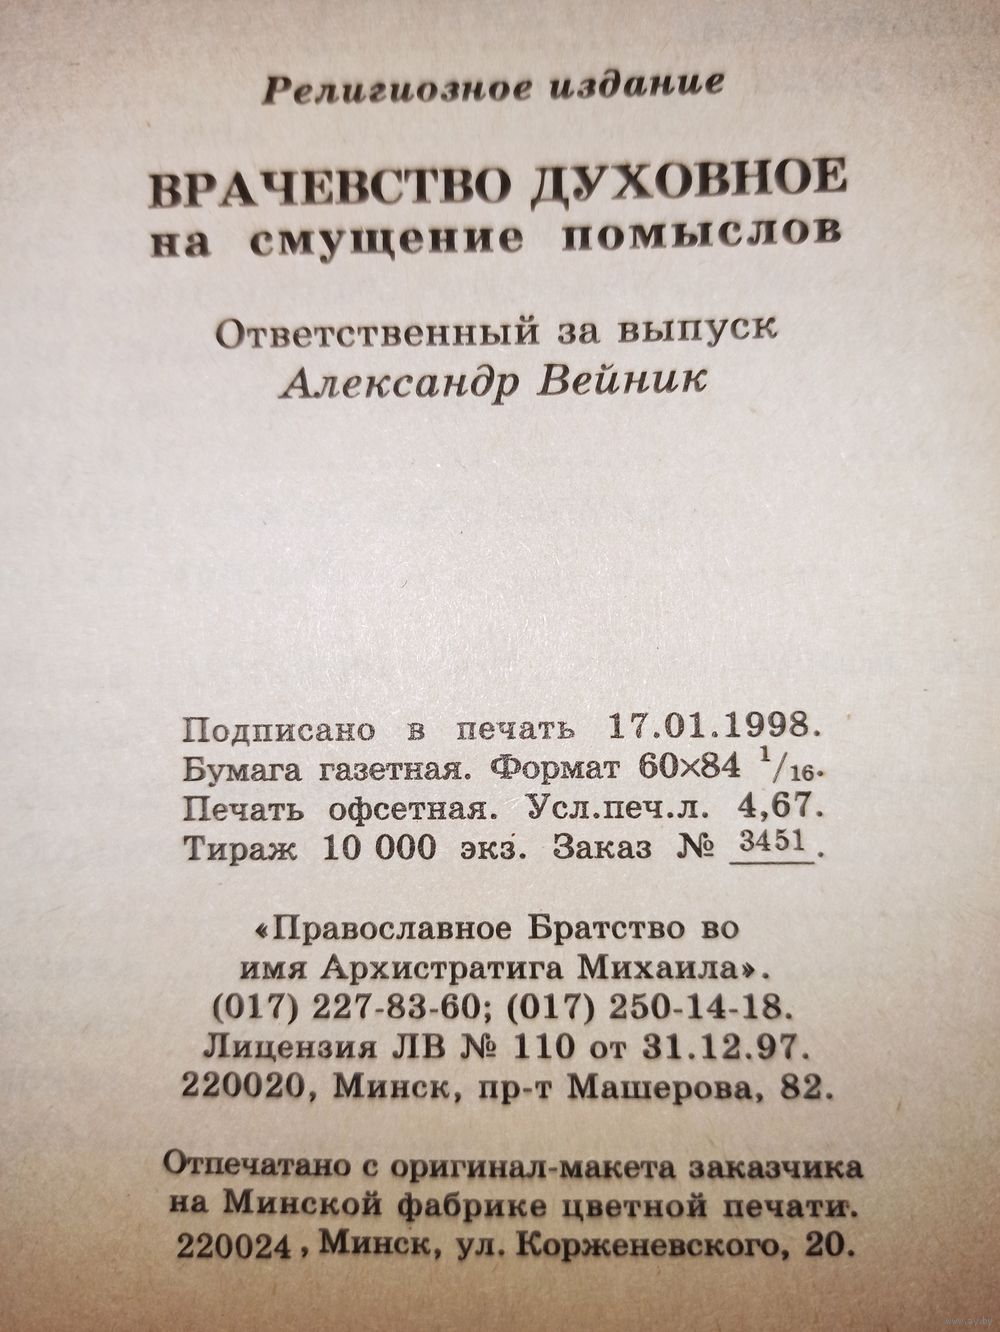 Религиозное издание
ВРАЧЕВСТВО ДУХОВНОЕ
на смущение помыслов
Ответственный за выпуск
Александр Вейник
Подписано в печать 17.01.1998.
Бумага газетная. Формат 60×84 1/16.
Печать офсетная. Усл.печ.л. 4,67.
Тираж 10 000 экз. Заказ № 3451.
«Православное Братство во
имя Архистратига Михаила».
(017) 227-83-60; (017) 250-14-18.
Лицензия ЛВ № 110 от 31.12.97.
220020, Минск, пр-т Машерова, 82.
Отпечатано с оригинал-макета заказчика
на Минской фабрике цветной печати.
220024, Минск, ул. Корженевского, 20.
www.ay.by